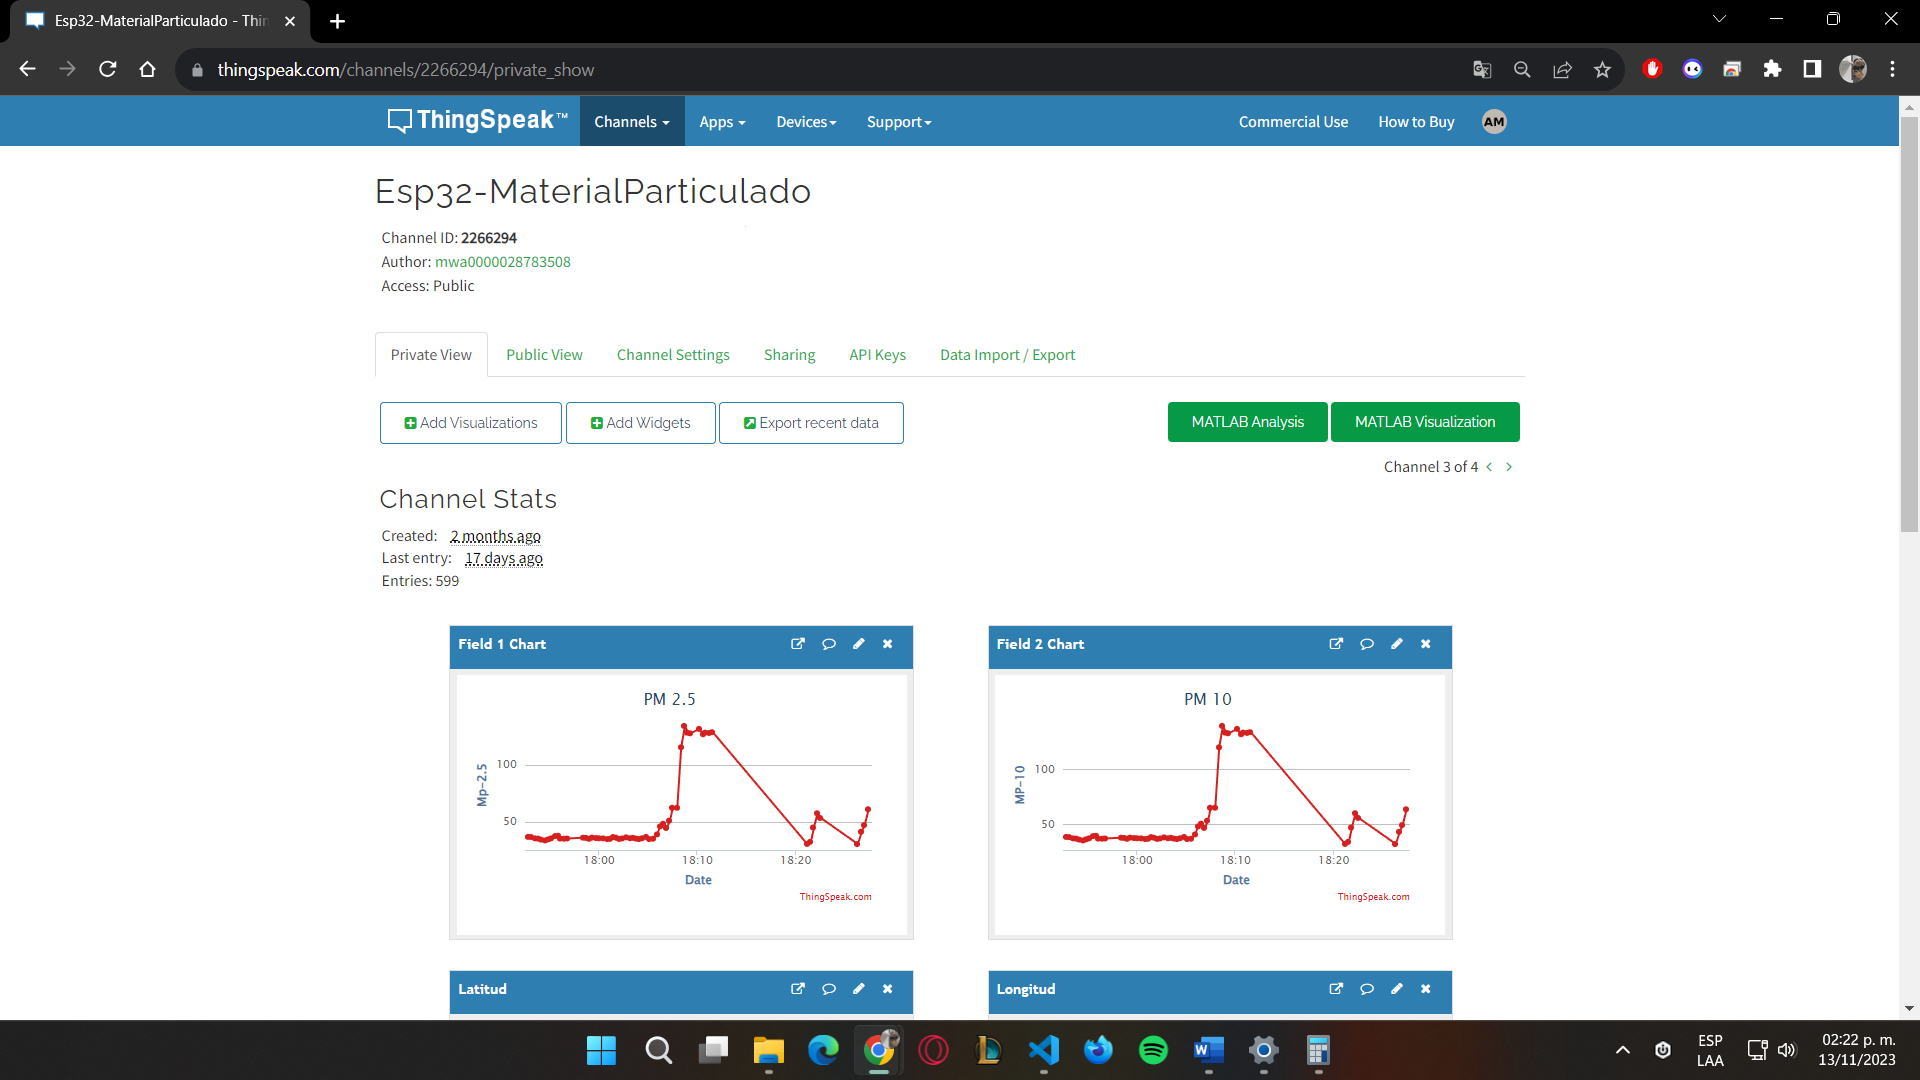 Esp32-MaterialParticulado - Thin
thingspeak.com/channels/2266294/private_show
ThingSpeak™ Channels Apps Devices Support Commercial Use How to Buy AM
Esp32-MaterialParticulado
Channel ID: 2266294
Author: mwa0000028783508
Access: Public
Private View Public View Channel Settings Sharing API Keys Data Import / Export
Add Visualizations Add Widgets Export recent data MATLAB Analysis MATLAB Visualization
Channel 3 of 4 < >
Channel Stats
Created: 2 months ago
Last entry: 17 days ago
Entries: 599
Field 1 Chart
PM 2.5
Mp-2.5
100
50
18:00 18:10 18:20
Date
ThingSpeak.com
Field 2 Chart
PM 10
MP-10
100
50
18:00 18:10 18:20
Date
ThingSpeak.com
Latitud
Longitud
ESP
LAA
02:22 p. m.
13/11/2023